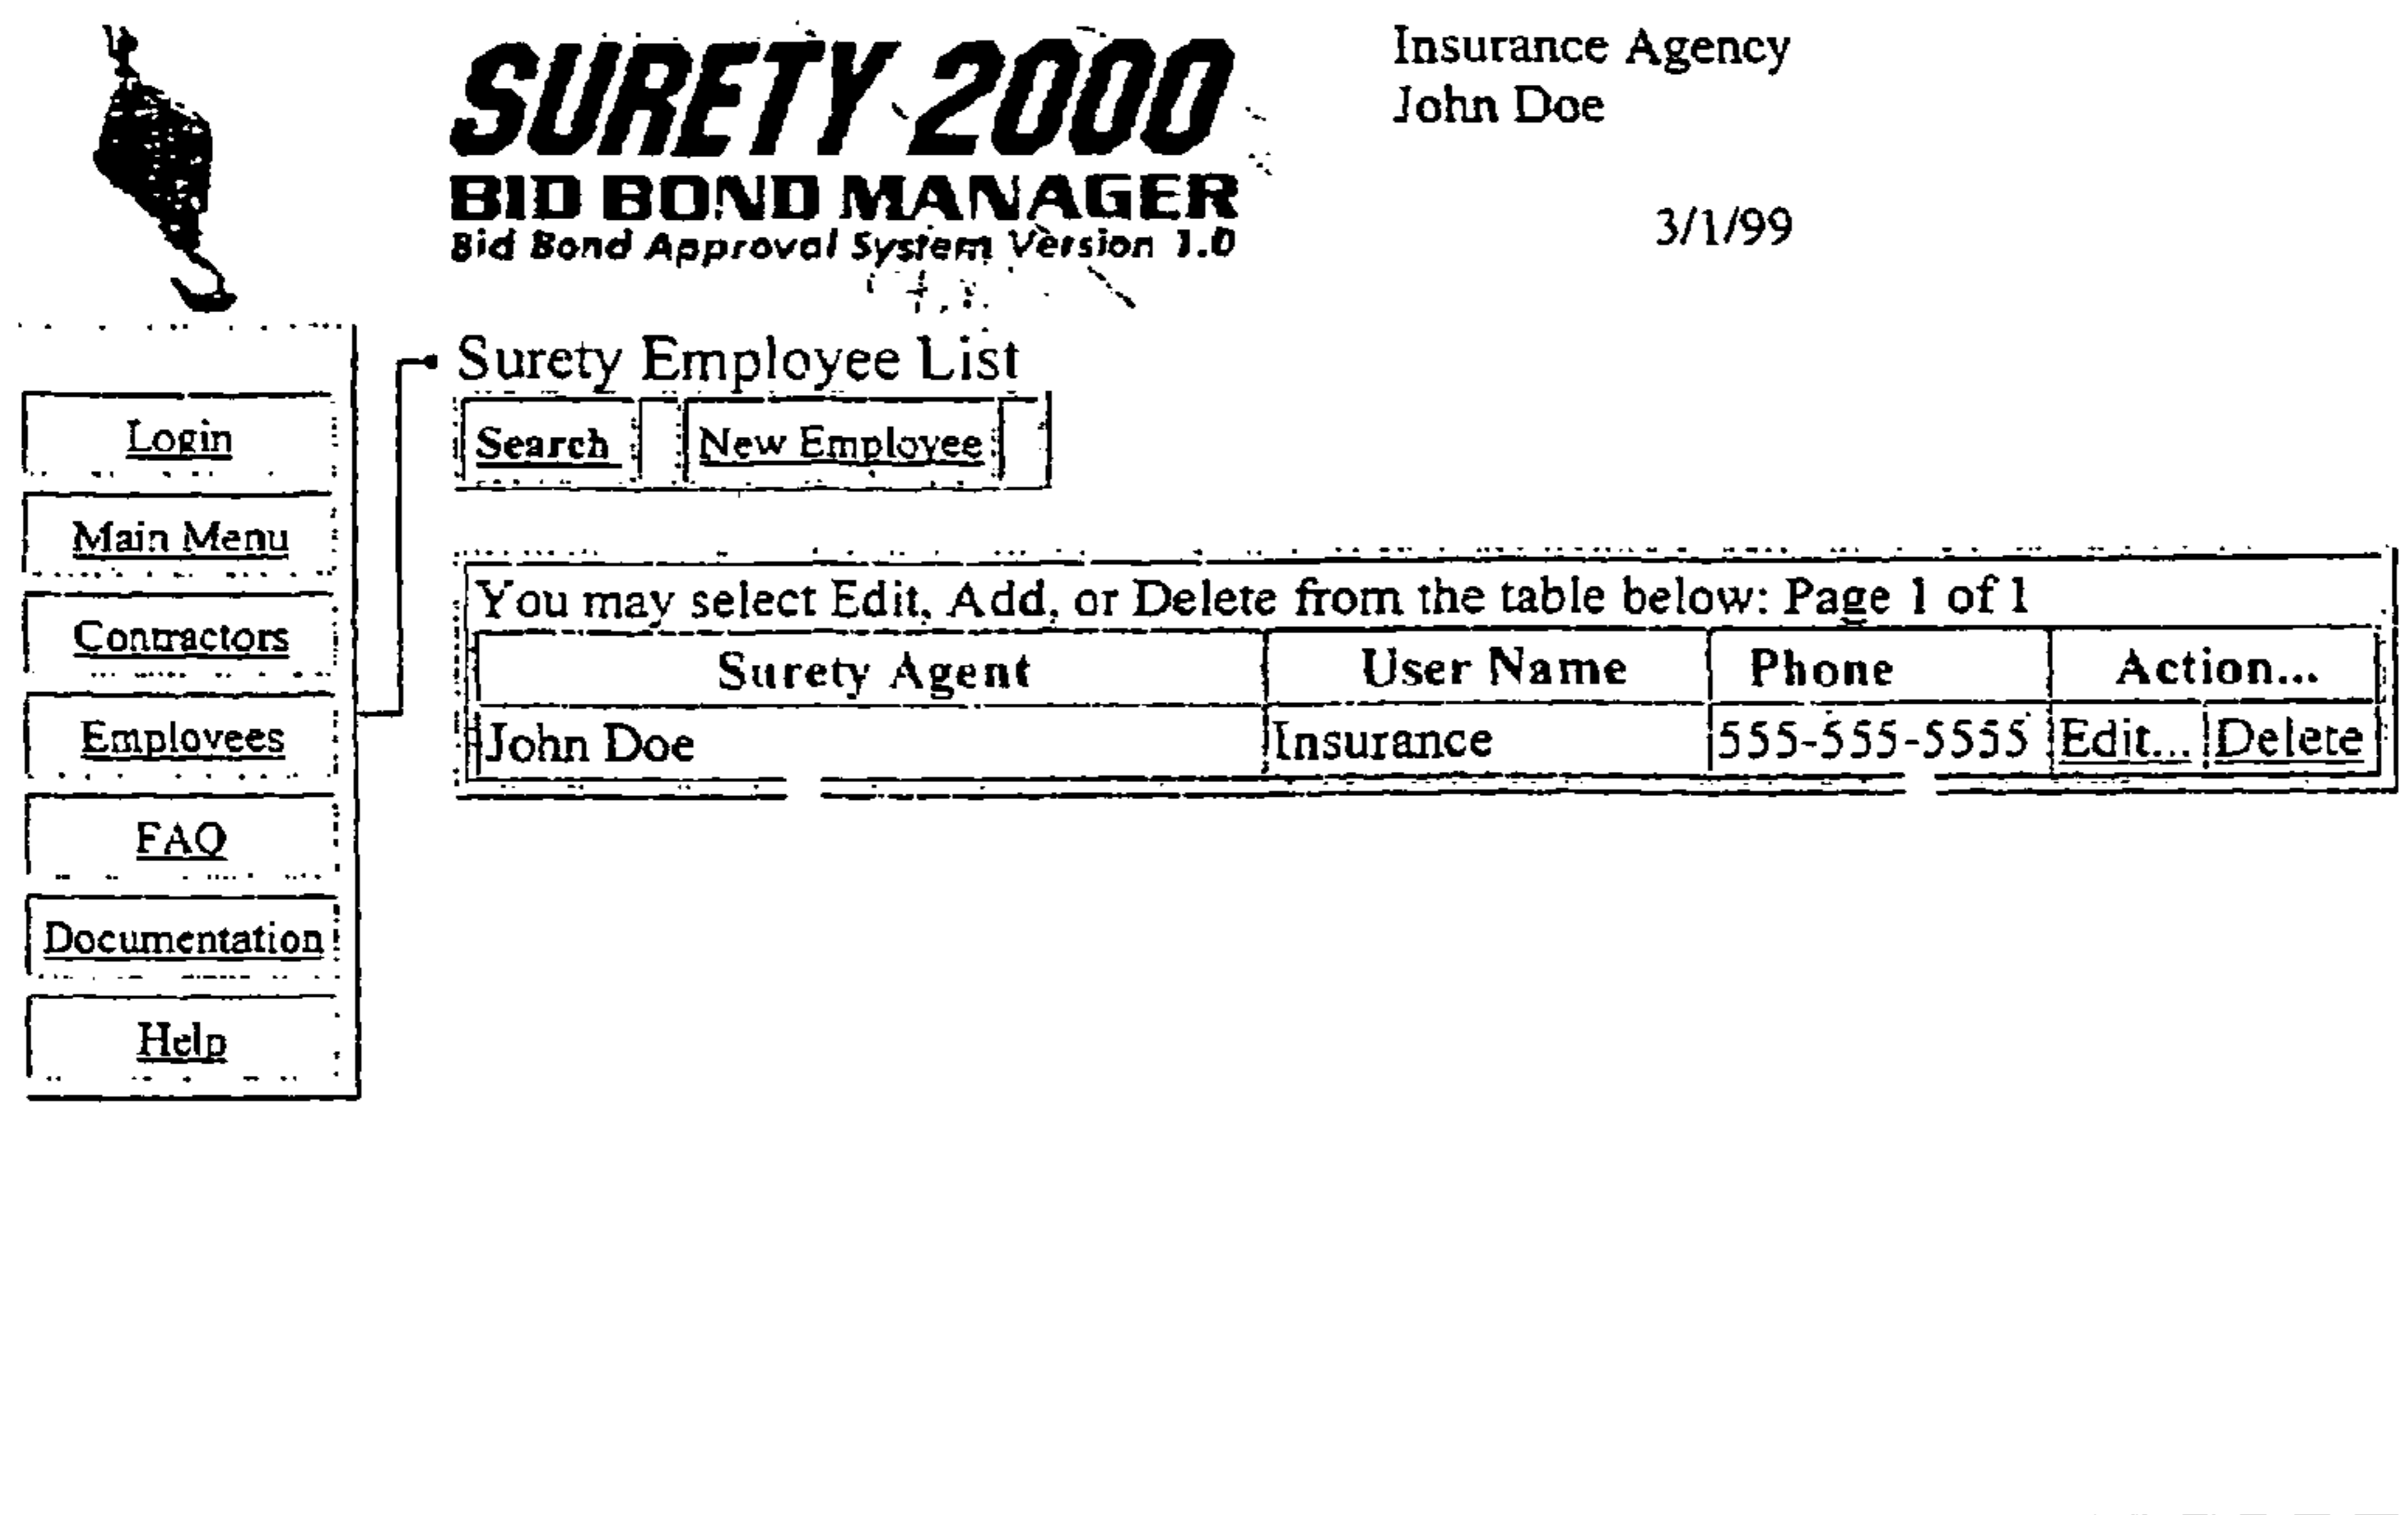 SURETY 2000
BID BOND MANAGER
Bid Bond Approval System Version 1.0
Insurance Agency
John Doe
3/1/99
Login
Main Menu
Contractors
Employees
FAQ
Documentation
Help
Surety Employee List
Search New Employee
You may select Edit, Add, or Delete from the table below: Page 1 of 1
Surety Agent User Name Phone Action...
John Doe Insurance 555-555-5555 Edit... Delete